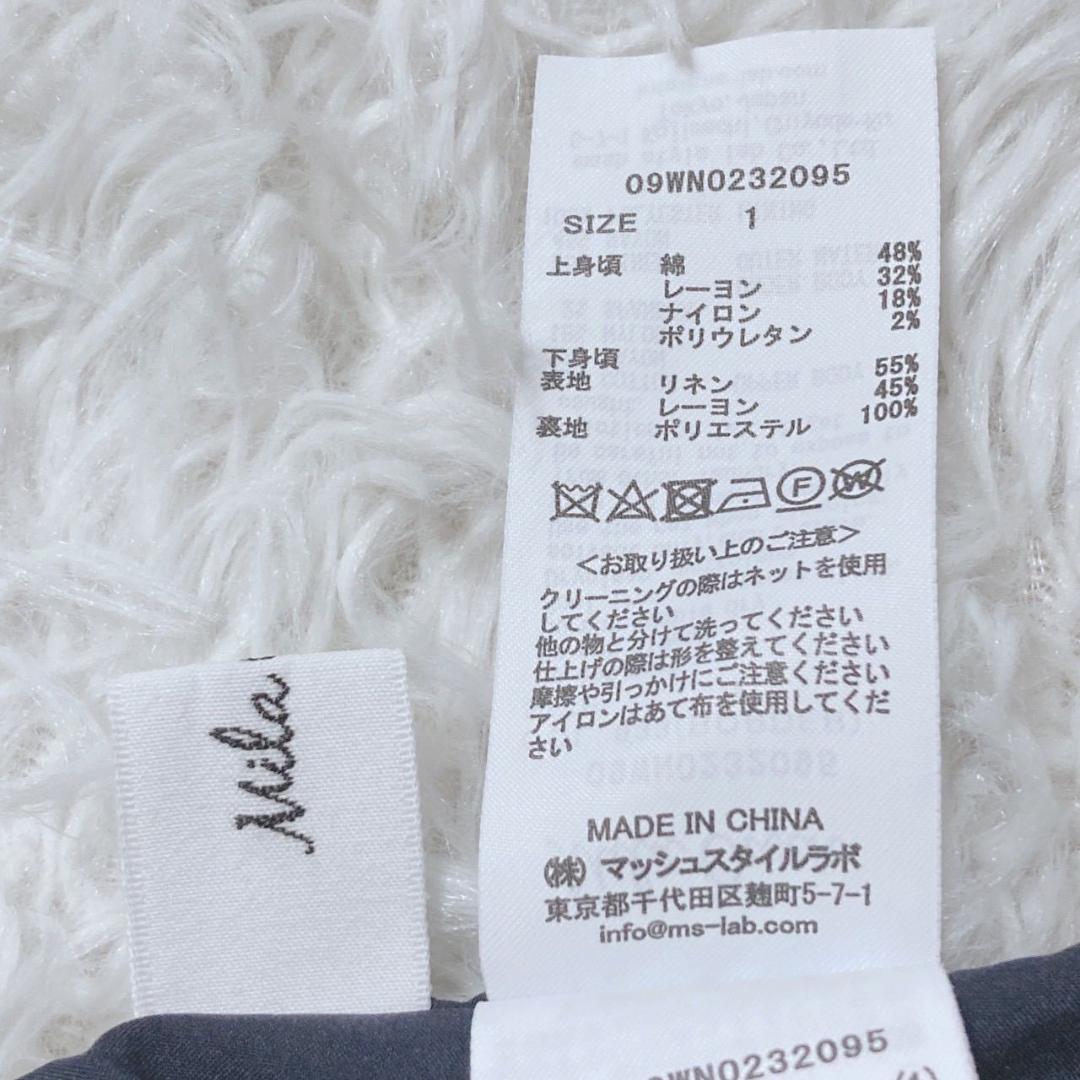 09WN0232095
SIZE 1
上身頃 綿 48%
レーヨン 32%
ナイロン 18%
ポリウレタン 2%
下身頃
表地 リネン 55%
レーヨン 45%
裏地 ポリエステル 100%
F W
<お取り扱い上のご注意>
クリーニングの際はネットを使用
してください
他の物と分けて洗ってください
仕上げの際は形を整えてください
摩擦や引っかけにご注意ください
アイロンはあて布を使用してくだ
さい
MADE IN CHINA
(株) マッシュスタイルラボ
東京都千代田区麹町5-7-1
info@ms-lab.com
Mila
09WN0232095